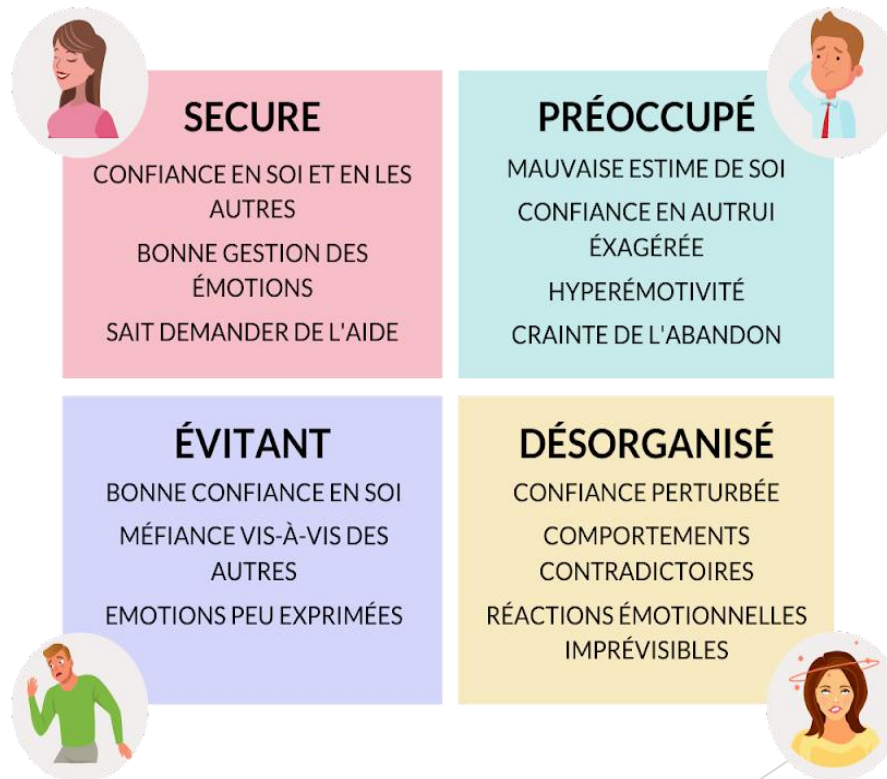 SECURE
CONFIANCE EN SOI ET EN LES
AUTRES
BONNE GESTION DES
ÉMOTIONS
SAIT DEMANDER DE L'AIDE
PRÉOCCUPÉ
MAUVAISE ESTIME DE SOI
CONFIANCE EN AUTRUI
ÉXAGÉRÉE
HYPERÉMOTIVITÉ
CRAINTE DE L'ABANDON
ÉVITANT
BONNE CONFIANCE EN SOI
MÉFIANCE VIS-À-VIS DES
AUTRES
EMOTIONS PEU EXPRIMÉES
DÉSORGANISÉ
CONFIANCE PERTURBÉE
COMPORTEMENTS
CONTRADICTOIRES
RÉACTIONS ÉMOTIONNELLES
IMPRÉVISIBLES